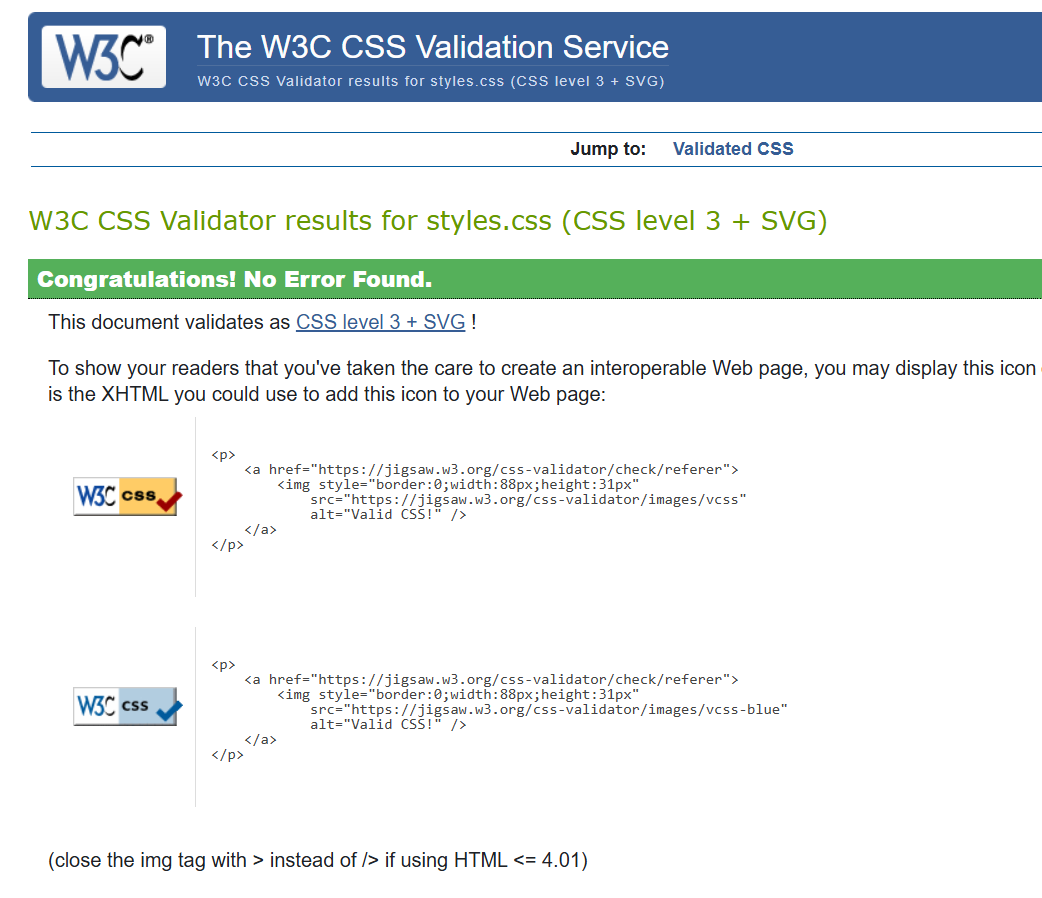 W3C®
The W3C CSS Validation Service
W3C CSS Validator results for styles.css (CSS level 3 + SVG)
Jump to: Validated CSS
W3C CSS Validator results for styles.css (CSS level 3 + SVG)
Congratulations! No Error Found.
This document validates as CSS level 3 + SVG !
To show your readers that you've taken the care to create an interoperable Web page, you may display this icon
is the XHTML you could use to add this icon to your Web page:
W3C css
<p>
<a href="https://jigsaw.w3.org/css-validator/check/referer">
<img style="border:0;width:88px;height:31px"
src="https://jigsaw.w3.org/css-validator/images/vcss"
alt="Valid CSS!" />
</a>
</p>
W3C css
<p>
<a href="https://jigsaw.w3.org/css-validator/check/referer">
<img style="border:0;width:88px;height:31px"
src="https://jigsaw.w3.org/css-validator/images/vcss-blue"
alt="Valid CSS!" />
</a>
</p>
(close the img tag with > instead of /> if using HTML <= 4.01)